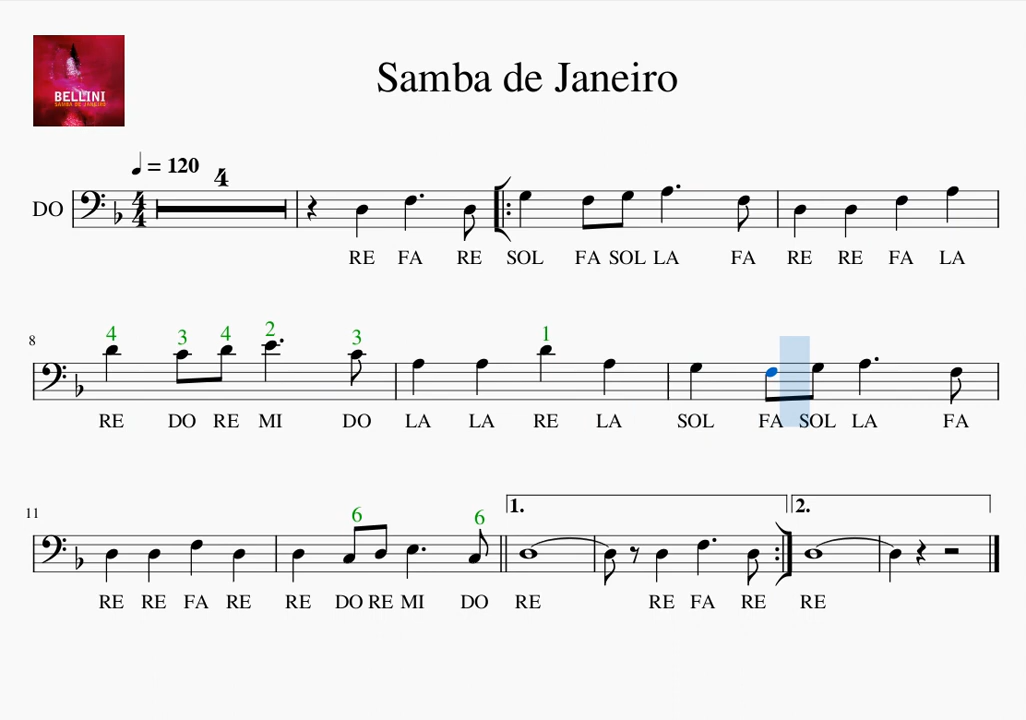 Samba de Janeiro
BELLINI
SAMBA DE JANEIRO
= 120
4
DO
4
4
RE FA RE SOL FA SOL LA FA RE RE FA LA
8
4 3 4 2 3 1
RE DO RE MI DO LA LA RE LA SOL FA SOL LA FA
11
6 6 1. 2.
RE RE FA RE RE DO RE MI DO RE RE FA RE RE